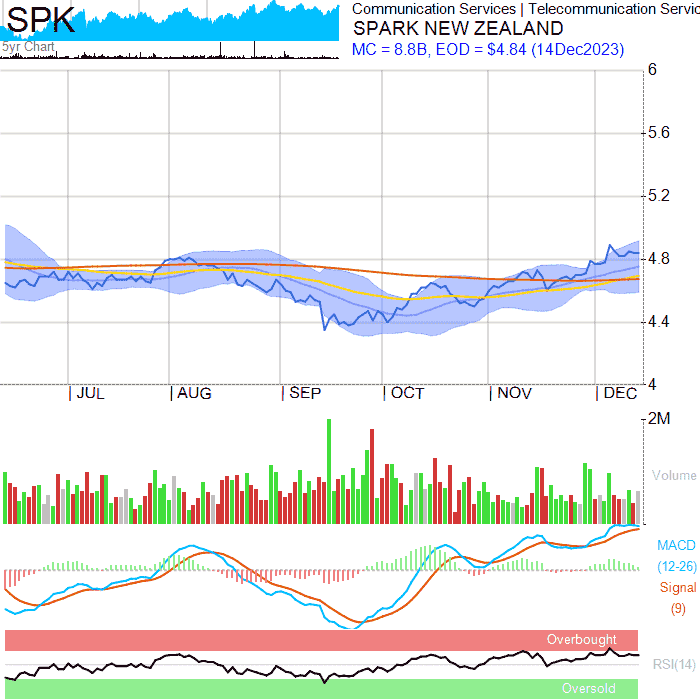 SPK
Communication Services | Telecommunication Servic
SPARK NEW ZEALAND
MC = 8.8B, EOD = $4.84 (14Dec2023)
5yr Chart
6
5.6
5.2
4.8
4.4
4
JUL
AUG
SEP
OCT
NOV
DEC
2M
Volume
MACD
(12-26)
Signal
(9)
Overbought
RSI(14)
Oversold